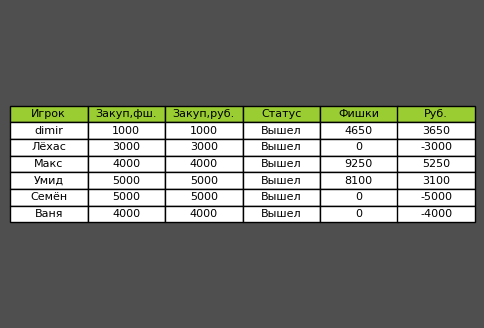 Игрок Закуп,фш. Закуп,руб. Статус Фишки Руб.
dimir 1000 1000 Вышел 4650 3650
Лёхас 3000 3000 Вышел 0 -3000
Макс 4000 4000 Вышел 9250 5250
Умид 5000 5000 Вышел 8100 3100
Семён 5000 5000 Вышел 0 -5000
Ваня 4000 4000 Вышел 0 -4000